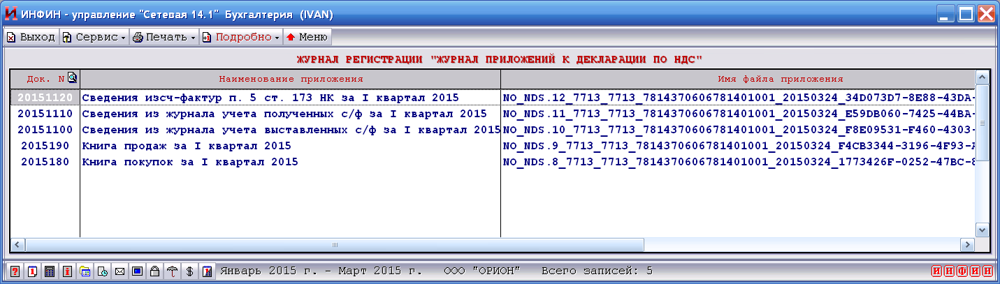 ИНФИН - управление "Сетевая 14.1" Бухгалтерия (IVAN)
Выход Сервис Печать Подробно Меню
ЖУРНАЛ РЕГИСТРАЦИИ "ЖУРНАЛ ПРИЛОЖЕНИЙ К ДЕКЛАРАЦИИ ПО НДС"
Док. N Наименование приложения Имя файла приложения
20151120 Сведения изсч-фактур п. 5 ст. 173 НК за I квартал 2015 NO_NDS.12_7713_7713_7814370606781401001_20150324_34D073D7-8E88-43DA-
20151110 Сведения из журнала учета полученных с/ф за I квартал 2015 NO_NDS.11_7713_7713_7814370606781401001_20150324_E59DB060-7425-44BA-
20151100 Сведения из журнала учета выставленных с/ф за I квартал 2015 NO_NDS.10_7713_7713_7814370606781401001_20150324_F8E09531-F460-4303-
2015190 Книга продаж за I квартал 2015 NO_NDS.9_7713_7713_7814370606781401001_20150324_F4CB3344-3196-4F93-
2015180 Книга покупок за I квартал 2015 NO_NDS.8_7713_7713_7814370606781401001_20150324_1773426F-0252-47BC-8
Январь 2015 г. - Март 2015 г. ООО "ОРИОН" Всего записей: 5 ИНФИН